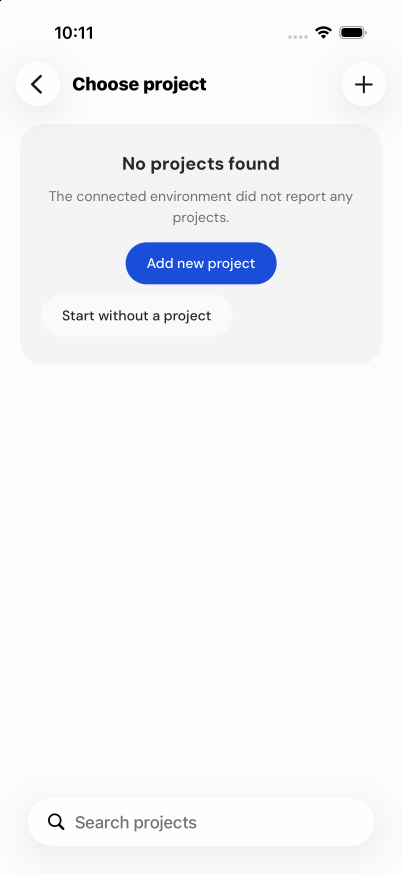 10:11
Choose project
No projects found
The connected environment did not report any
projects.
Add new project
Start without a project
Search projects